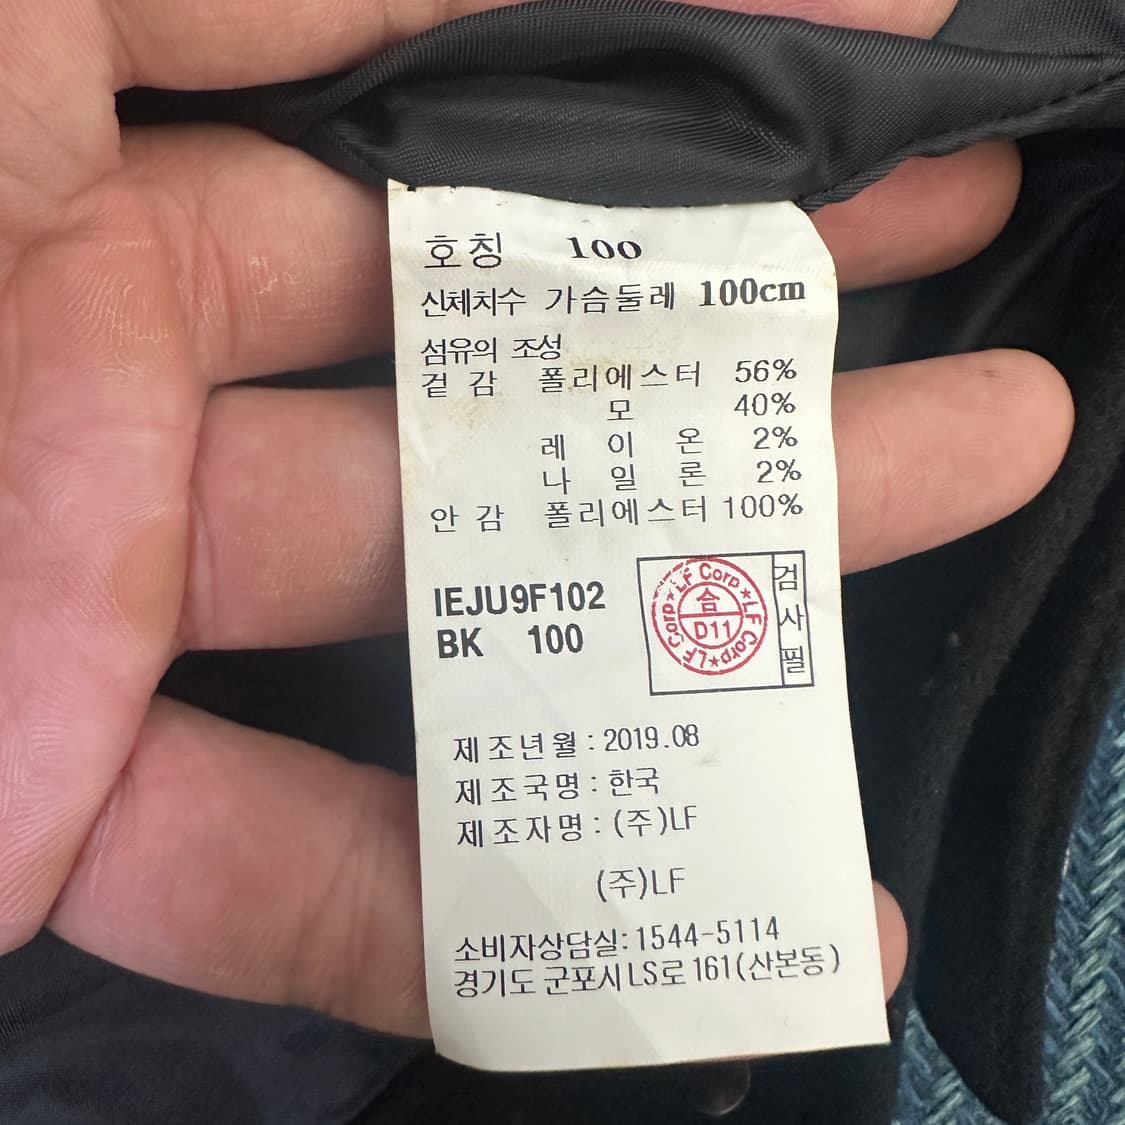 호칭 100
신체치수 가슴둘레 100cm
섬유의 조성
겉 감 폴리에스터 56%
모 40%
레 이 온 2%
나 일 론 2%
안 감 폴리에스터 100%
IEJU9F102
BK 100
LF Corp★LF Corp★LF Corp★
合
D11
검사필
제조년월 : 2019.08
제조국명 : 한국
제조자명 : (주)LF
(주)LF
소비자상담실: 1544-5114
경기도 군포시 LS로 161(산본동)